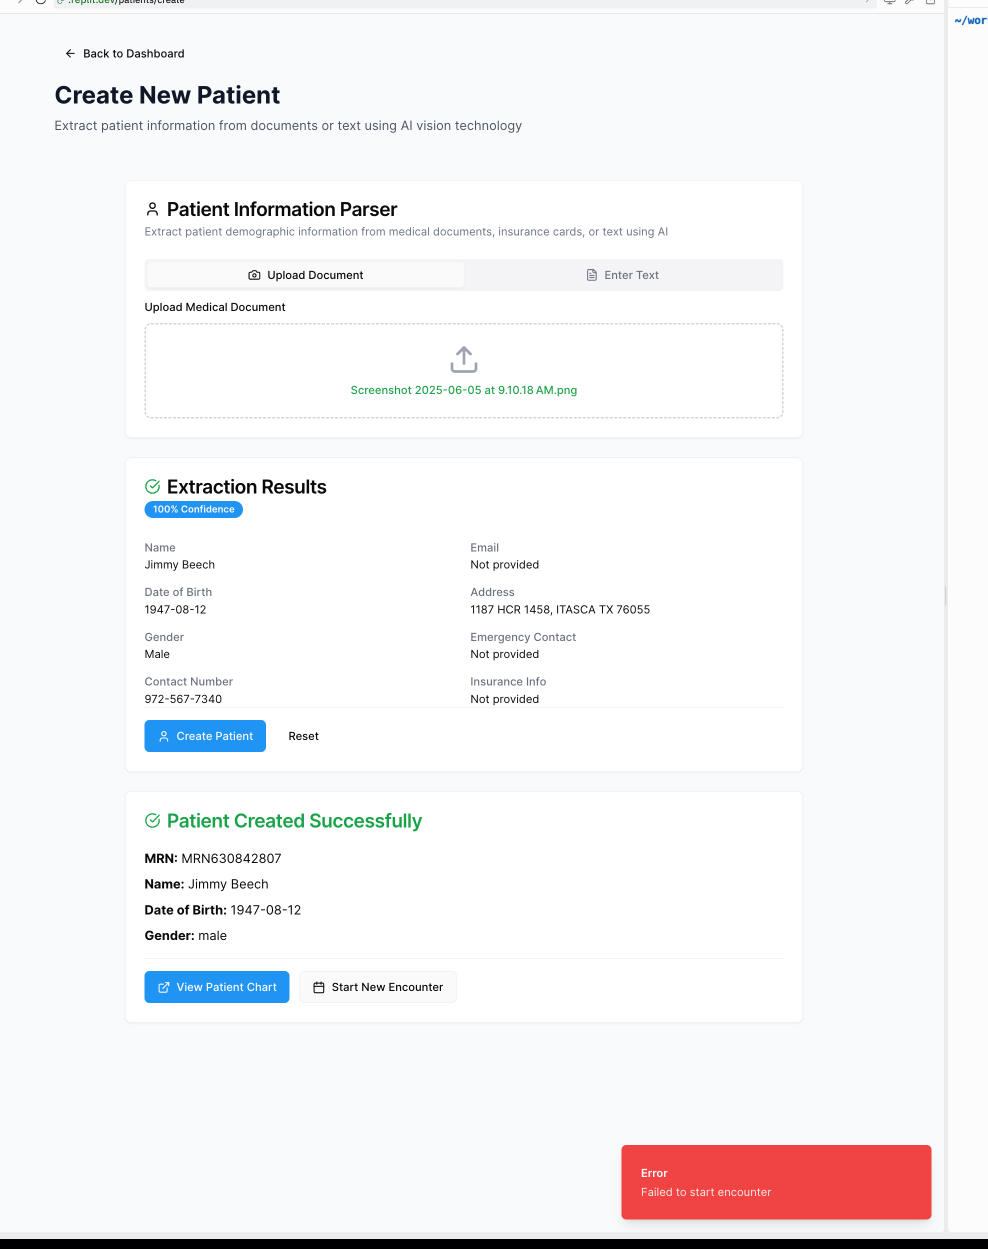 .replit.dev/patients/create
~/wor
Back to Dashboard
Create New Patient
Extract patient information from documents or text using AI vision technology
Patient Information Parser
Extract patient demographic information from medical documents, insurance cards, or text using AI
Upload Document
Enter Text
Upload Medical Document
Screenshot 2025-06-05 at 9.10.18 AM.png
Extraction Results
100% Confidence
Name
Jimmy Beech
Email
Not provided
Date of Birth
1947-08-12
Address
1187 HCR 1458, ITASCA TX 76055
Gender
Male
Emergency Contact
Not provided
Contact Number
972-567-7340
Insurance Info
Not provided
Create Patient
Reset
Patient Created Successfully
MRN: MRN630842807
Name: Jimmy Beech
Date of Birth: 1947-08-12
Gender: male
View Patient Chart
Start New Encounter
Error
Failed to start encounter